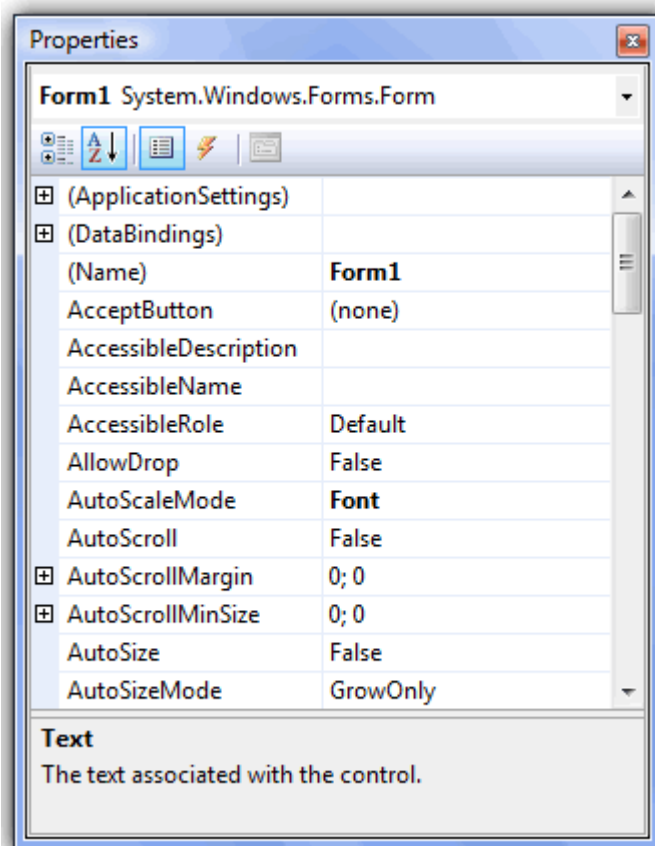 Properties
Form1 System.Windows.Forms.Form
A
Z
(ApplicationSettings)
(DataBindings)
(Name) Form1
AcceptButton (none)
AccessibleDescription
AccessibleName
AccessibleRole Default
AllowDrop False
AutoScaleMode Font
AutoScroll False
AutoScrollMargin 0; 0
AutoScrollMinSize 0; 0
AutoSize False
AutoSizeMode GrowOnly
Text
The text associated with the control.